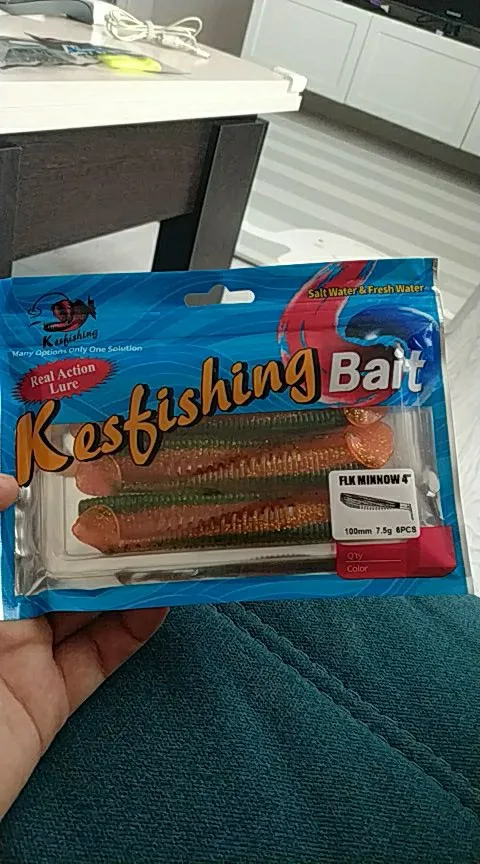 Salt Water & Fresh Water
Kesfishing
Many Options Only One Solution
Real Action
Lure
Kesfishing Bait
FLK MINNOW 4"
100mm 7.5g 6PCS
Q'ty
Color